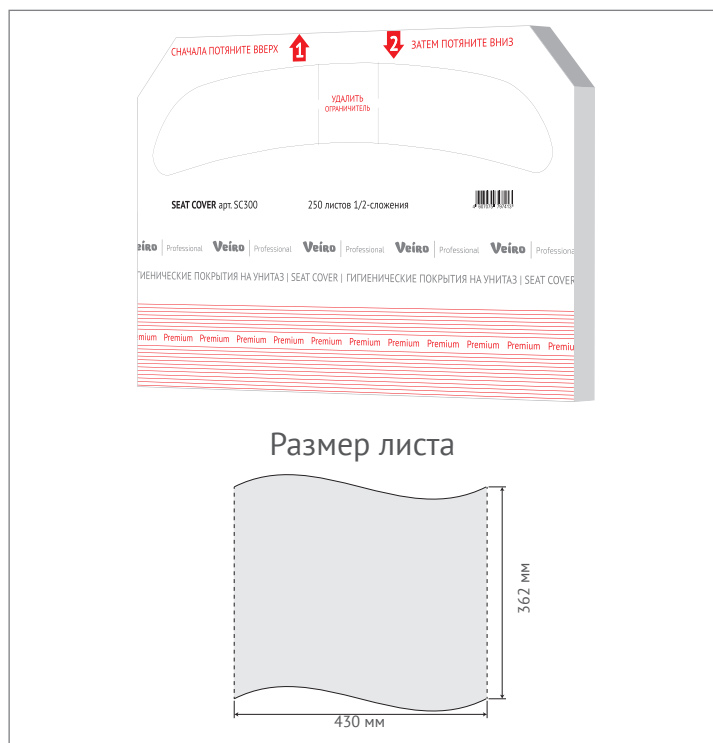 СНАЧАЛА ПОТЯНИТЕ ВВЕРХ 1 2 ЗАТЕМ ПОТЯНИТЕ ВНИЗ
УДАЛИТЬ
ОГРАНИЧИТЕЛЬ
SEAT COVER арт. SC300 250 листов 1/2-сложения
Veiro Professional Veiro Professional Veiro Professional Veiro Professional Veiro Professional
ГИГИЕНИЧЕСКИЕ ПОКРЫТИЯ НА УНИТАЗ | SEAT COVER | ГИГИЕНИЧЕСКИЕ ПОКРЫТИЯ НА УНИТАЗ | SEAT COVER
mium Premium Premium Premium Premium Premium Premium Premium Premium Premium Premium Premiu
Размер листа
362 мм
430 мм